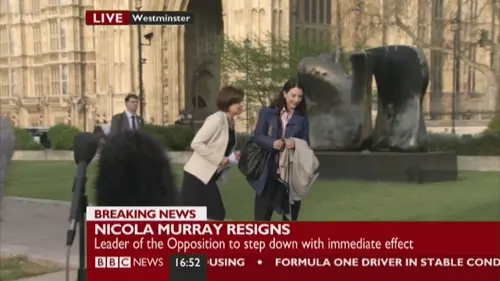 LIVE Westminster
BREAKING NEWS
NICOLA MURRAY RESIGNS
Leader of the Opposition to step down with immediate effect
BBC NEWS 16:52 OUSING • FORMULA ONE DRIVER IN STABLE COND